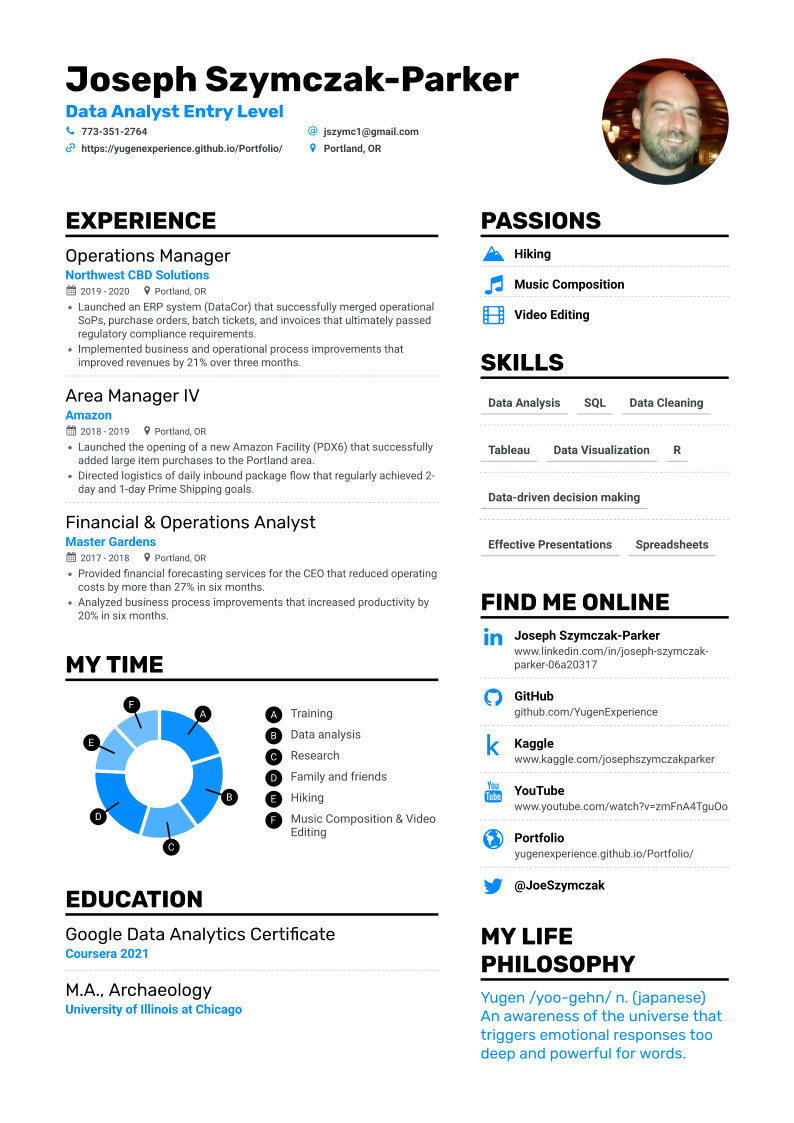 Joseph Szymczak-Parker
Data Analyst Entry Level
773-351-2764
jszymc1@gmail.com
https://yugenexperience.github.io/Portfolio/
Portland, OR
EXPERIENCE
Operations Manager
Northwest CBD Solutions
2019 - 2020
Portland, OR
• Launched an ERP system (DataCor) that successfully merged operational
SoPs, purchase orders, batch tickets, and invoices that ultimately passed
regulatory compliance requirements.
• Implemented business and operational process improvements that
improved revenues by 21% over three months.
Area Manager IV
Amazon
2018 - 2019
Portland, OR
• Launched the opening of a new Amazon Facility (PDX6) that successfully
added large item purchases to the Portland area.
• Directed logistics of daily inbound package flow that regularly achieved 2-
day and 1-day Prime Shipping goals.
Financial & Operations Analyst
Master Gardens
2017 - 2018
Portland, OR
• Provided financial forecasting services for the CEO that reduced operating
costs by more than 27% in six months.
• Analyzed business process improvements that increased productivity by
20% in six months.
MY TIME
F
A
E
B
D
C
A Training
B Data analysis
C Research
D Family and friends
E Hiking
F Music Composition & Video
Editing
EDUCATION
Google Data Analytics Certificate
Coursera 2021
M.A., Archaeology
University of Illinois at Chicago
PASSIONS
Hiking
Music Composition
Video Editing
SKILLS
Data Analysis SQL Data Cleaning
Tableau Data Visualization R
Data-driven decision making
Effective Presentations Spreadsheets
FIND ME ONLINE
in
Joseph Szymczak-Parker
www.linkedin.com/in/joseph-szymczak-
parker-06a20317
GitHub
github.com/YugenExperience
k
Kaggle
www.kaggle.com/josephszymczakparker
You
Tube
YouTube
www.youtube.com/watch?v=zmFnA4TguOo
Portfolio
yugenexperience.github.io/Portfolio/
@JoeSzymczak
MY LIFE
PHILOSOPHY
Yugen /yoo-gehn/ n. (japanese)
An awareness of the universe that
triggers emotional responses too
deep and powerful for words.